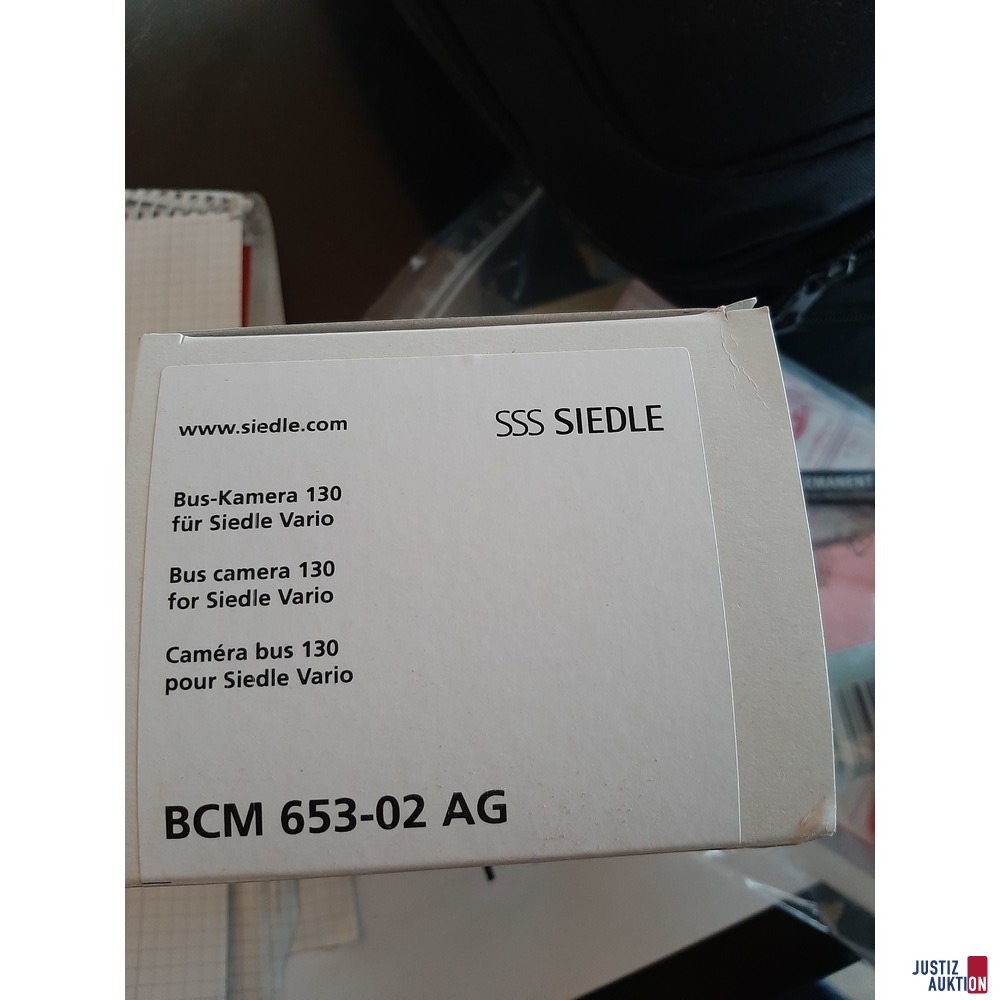 www.siedle.com
SSS SIEDLE
Bus-Kamera 130
für Siedle Vario
Bus camera 130
for Siedle Vario
Caméra bus 130
pour Siedle Vario
BCM 653-02 AG
MANENT
JUSTIZ
AUKTION